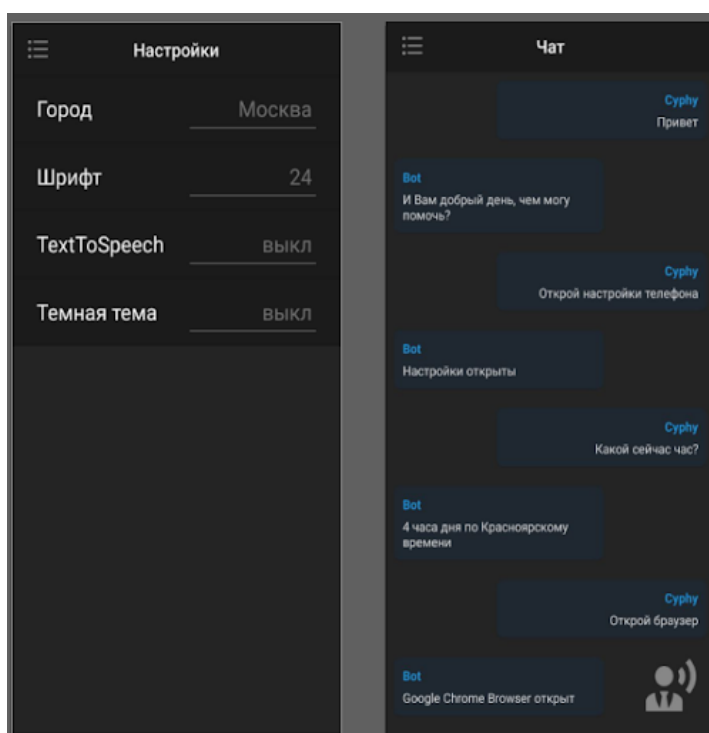 Настройки
Город
Москва
Шрифт
24
TextToSpeech
выкл
Темная тема
выкл
Чат
Cyphy
Привет
Bot
И Вам добрый день, чем могу
помочь?
Cyphy
Открой настройки телефона
Bot
Настройки открыты
Cyphy
Какой сейчас час?
Bot
4 часа дня по Красноярскому
времени
Cyphy
Открой браузер
Bot
Google Chrome Browser открыт